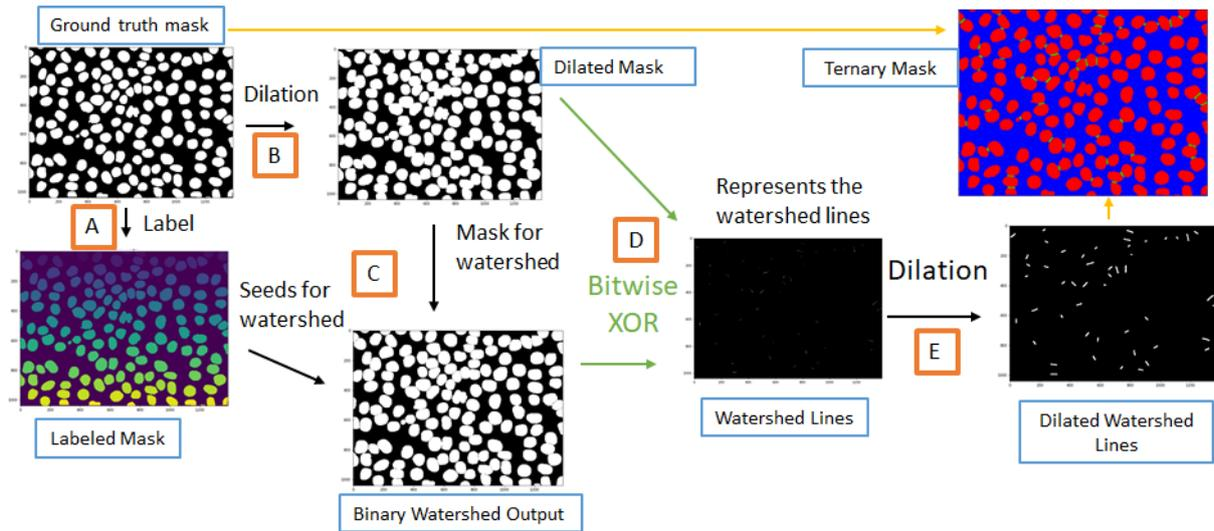 Ground truth mask
Dilation
B
Dilated Mask
Ternary Mask
A
Label
Mask for
watershed
C
D
Bitwise
XOR
Represents the
watershed lines
Dilation
E
Seeds for
watershed
Labeled Mask
Binary Watershed Output
Watershed Lines
Dilated Watershed
Lines